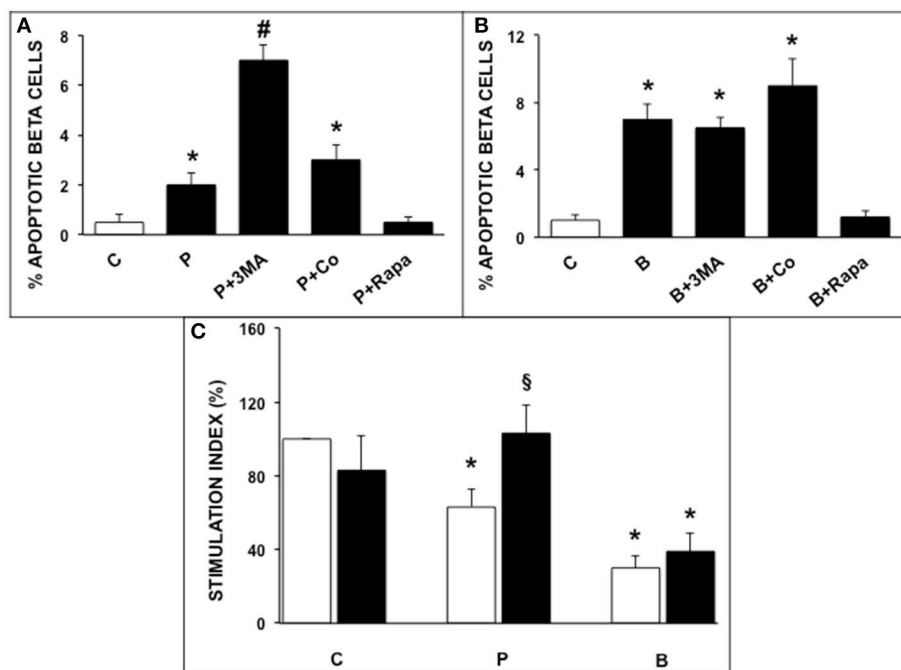 A
% APOPTOTIC BETA CELLS
8
6
4
2
0
#
*
*
C
P
P+3MA
P+Co
P+Rapa
B
% APOPTOTIC BETA CELLS
12
8
4
0
*
*
*
C
B
B+3MA
B+Co
B+Rapa
C
STIMULATION INDEX (%)
160
120
80
40
0
*
§
*
*
C
P
B